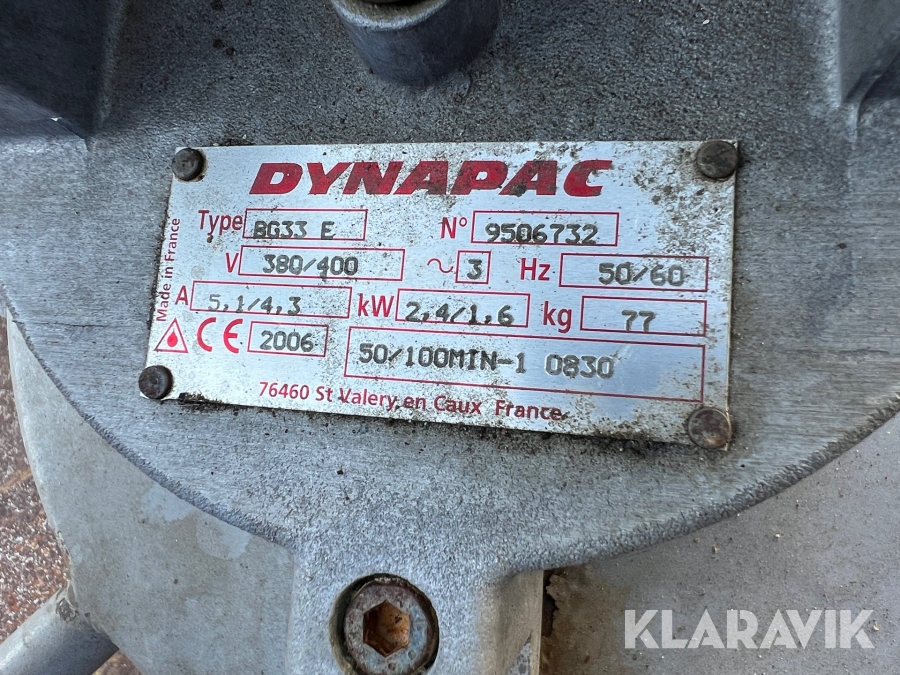 DYNAPAC
Type BG33 E N° 9506732
V 380/400 ~ 3 Hz 50/60
A 5,1/4,3 kW 2,4/1,6 kg 77
CE 2006 50/100MIN-1 0830
76460 St Valery en Caux France
Made in France
KLARAVIK